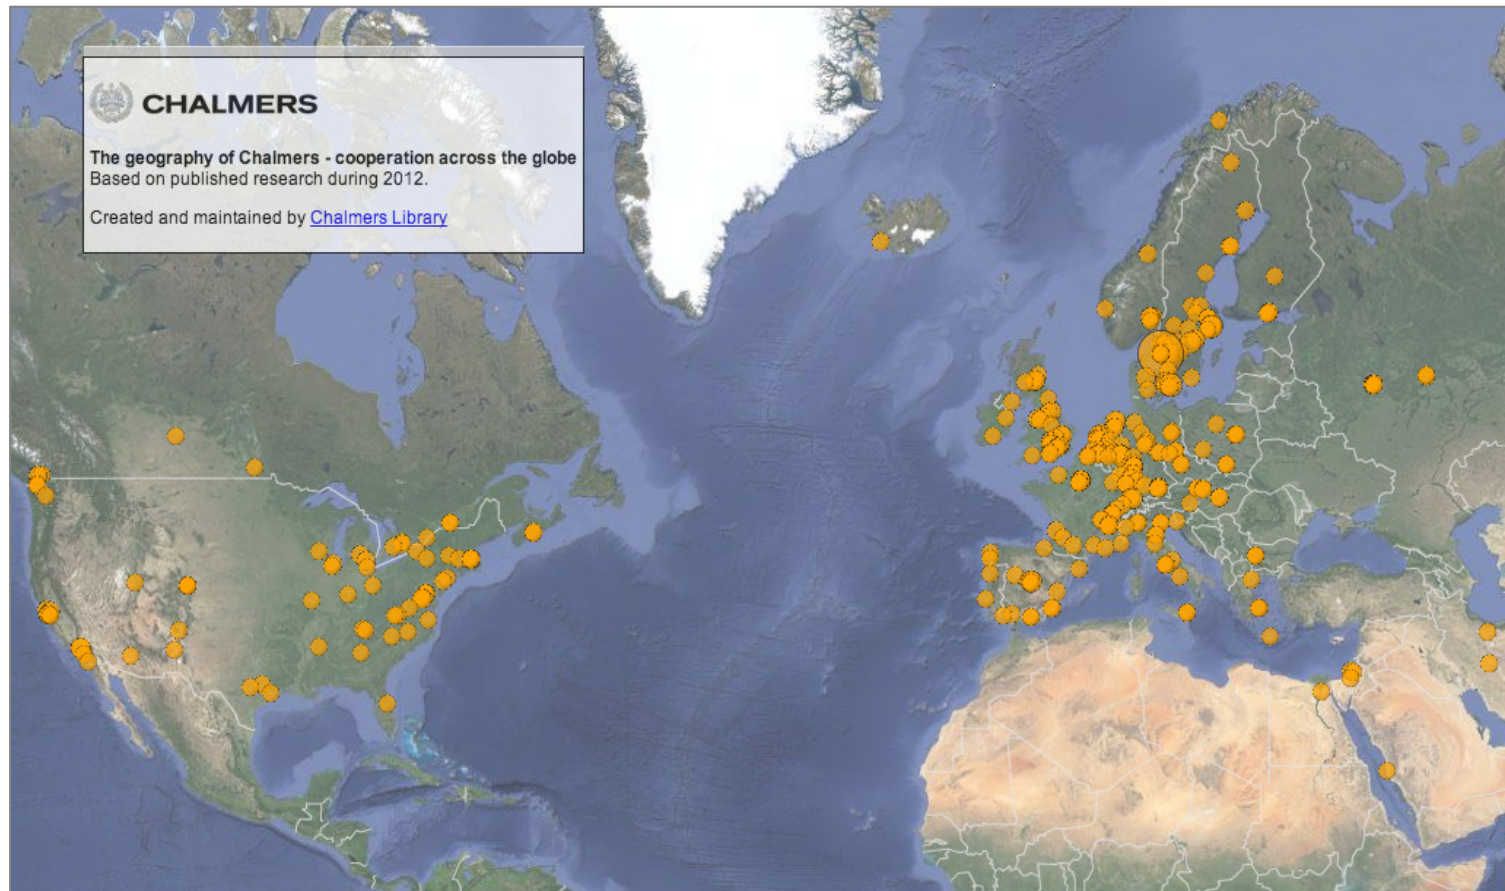 CHALMERS
The geography of Chalmers - cooperation across the globe
Based on published research during 2012.
Created and maintained by Chalmers Library